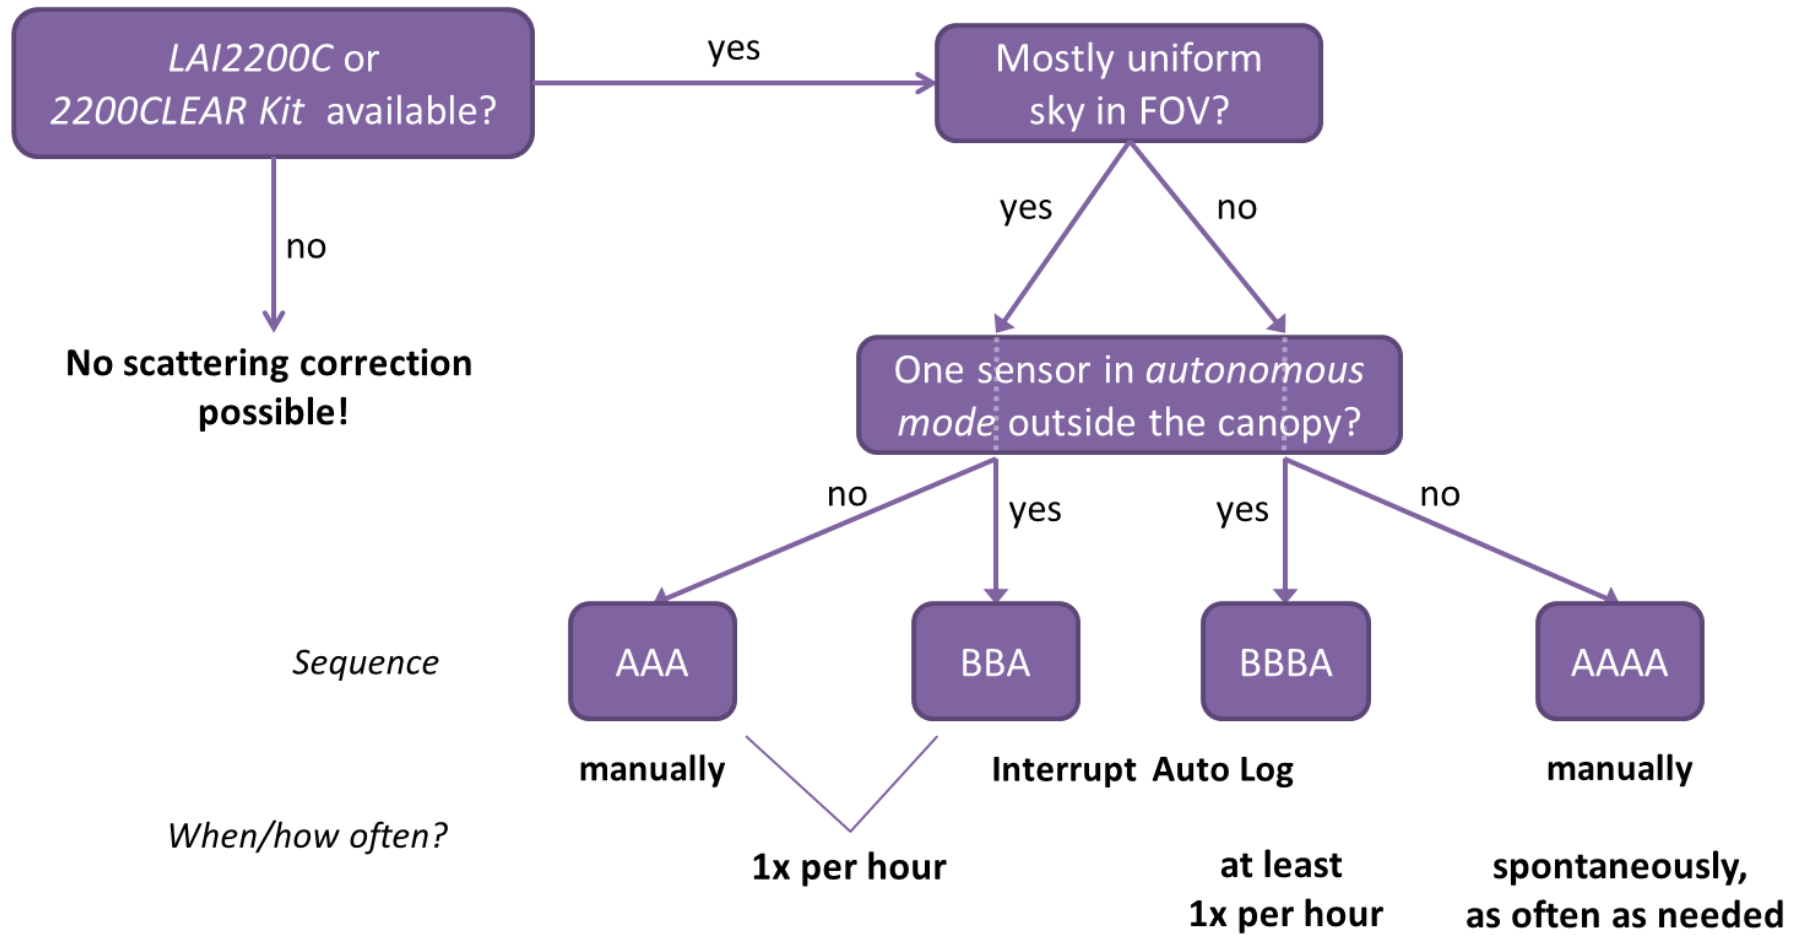 LAI2200C or
2200CLEAR Kit available?
yes
Mostly uniform
sky in FOV?
no
yes
no
No scattering correction
possible!
One sensor in autonomous
mode outside the canopy?
no
yes
yes
no
Sequence
AAA
BBA
BBBA
AAAA
manually
Interrupt Auto Log
manually
When/how often?
1x per hour
at least
1x per hour
spontaneously,
as often as needed